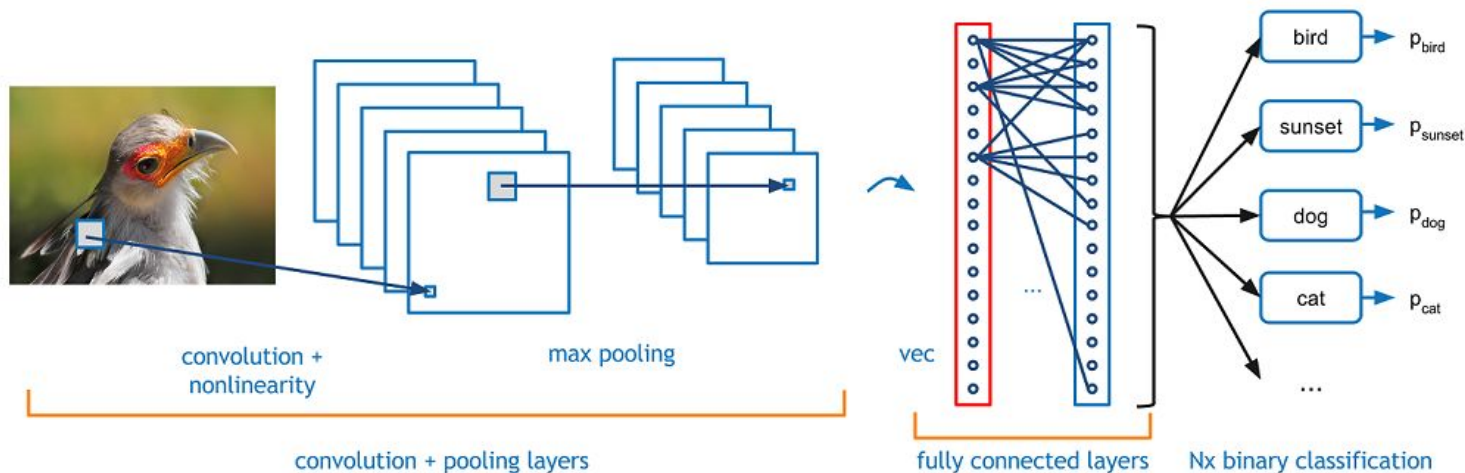 convolution +
nonlinearity
max pooling
vec
...
bird
p_bird
sunset
p_sunset
dog
p_dog
cat
p_cat
...
convolution + pooling layers
fully connected layers
Nx binary classification